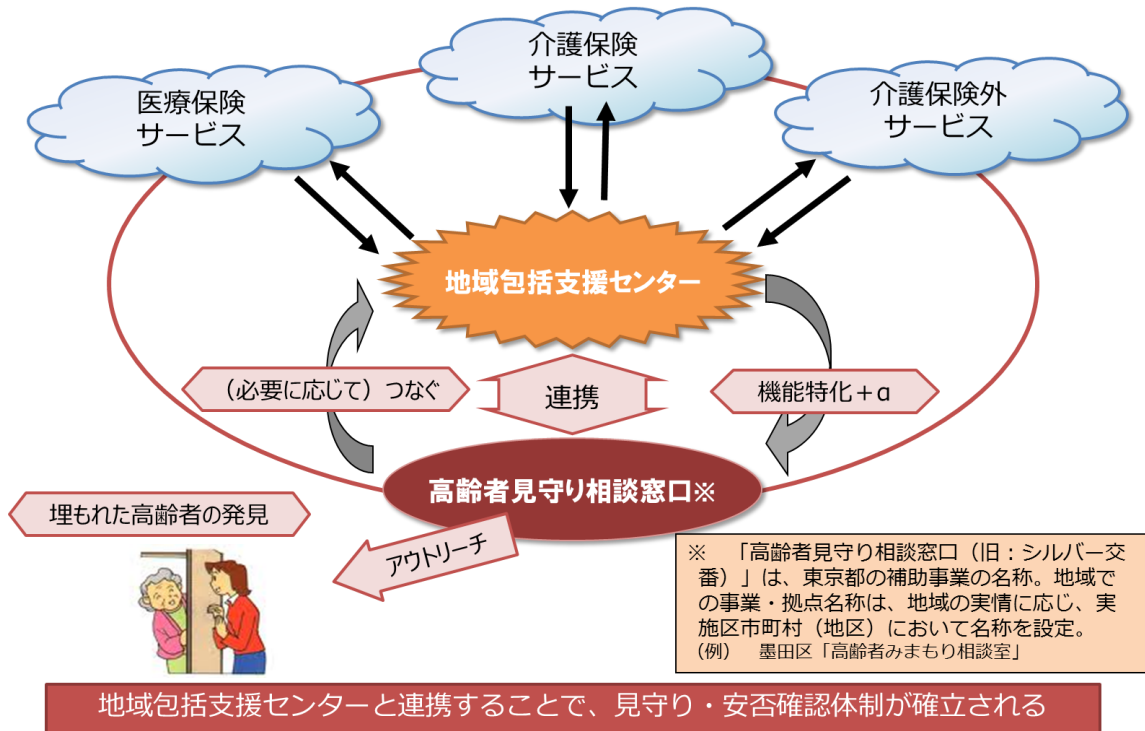 介護保険
サービス
医療保険
サービス
介護保険外
サービス
地域包括支援センター
（必要に応じて）つなぐ
連携
機能特化＋α
高齢者見守り相談窓口※
埋もれた高齢者の発見
アウトリーチ
※　「高齢者見守り相談窓口（旧：シルバー交
番）」は、東京都の補助事業の名称。地域で
の事業・拠点名称は、地域の実情に応じ、実
施区市町村（地区）において名称を設定。
（例）　墨田区「高齢者みまもり相談室」
地域包括支援センターと連携することで、見守り・安否確認体制が確立される